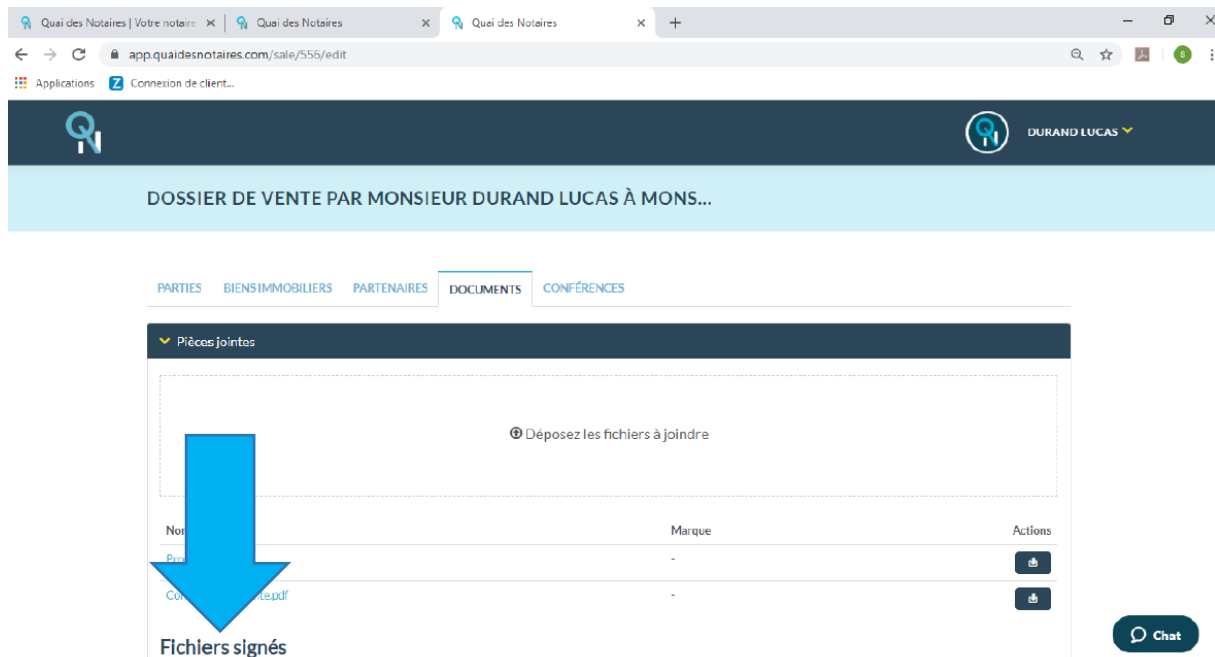 Quai des Notaires | Votre notaire
Quai des Notaires
Quai des Notaires
app.quaidesnotaires.com/sale/556/edit
Applications
Connexion de client...
QN
QN
DURAND LUCAS
DOSSIER DE VENTE PAR MONSIEUR DURAND LUCAS À MONS...
PARTIES BIENS IMMOBILIERS PARTENAIRES DOCUMENTS CONFÉRENCES
Pièces jointes
Déposez les fichiers à joindre
Marque Actions
-
te.pdf -
Fichiers signés
Chat